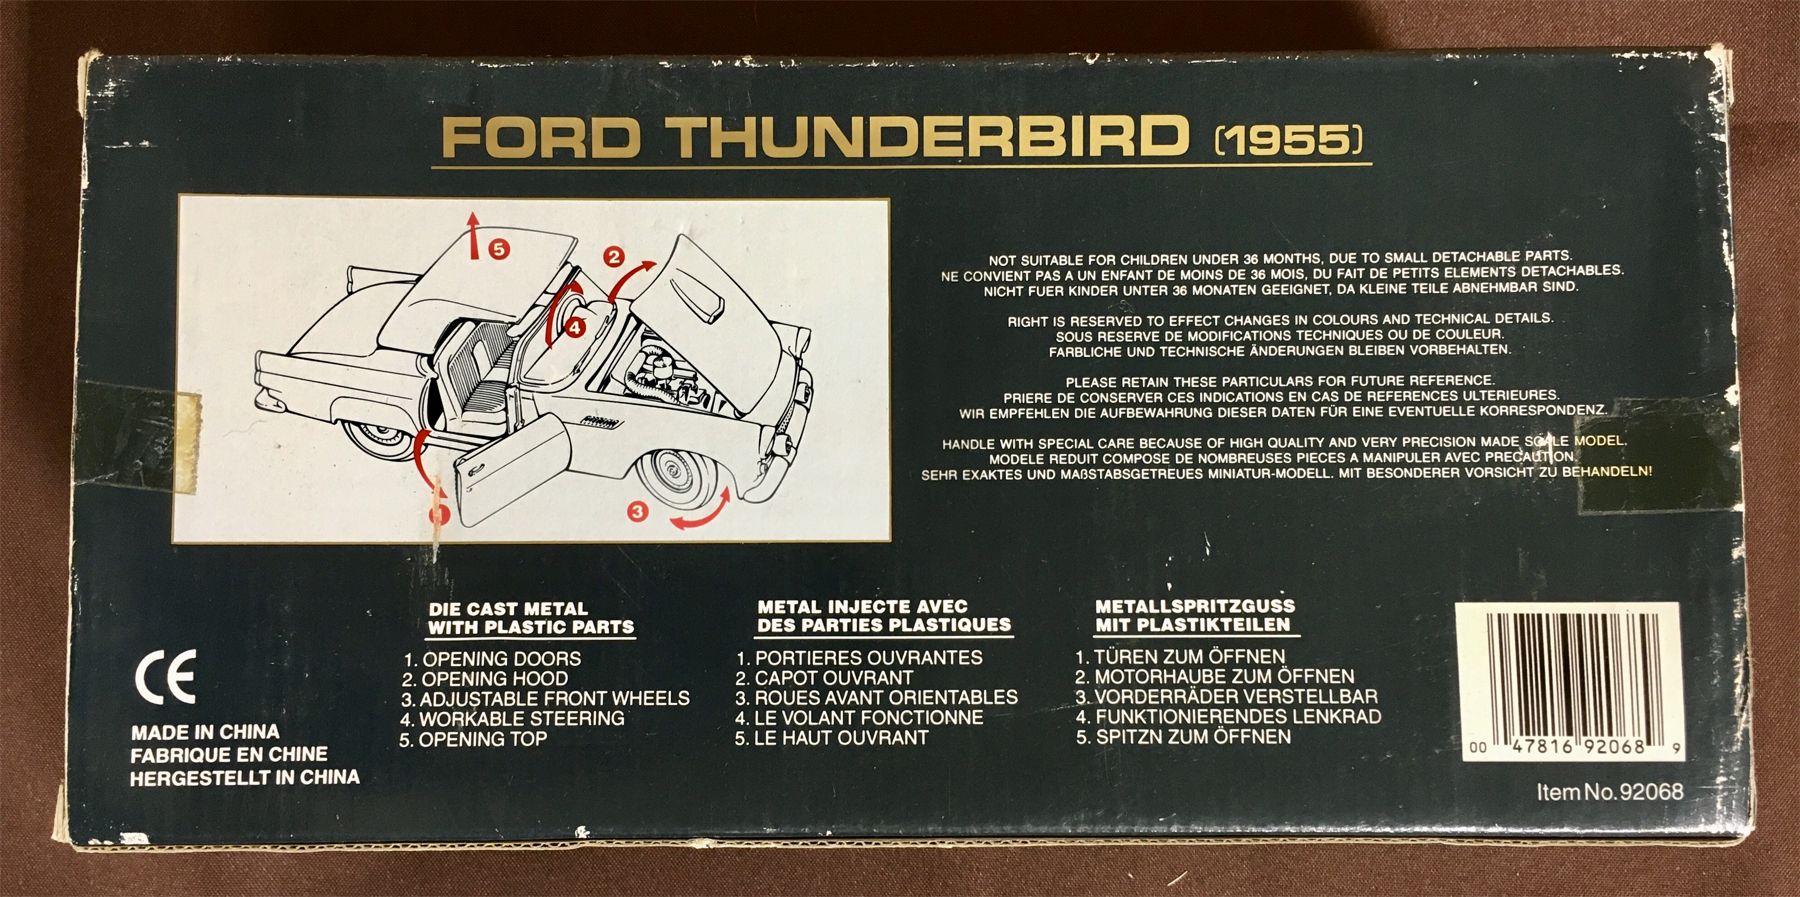 FORD THUNDERBIRD (1955)
5
2
4
3
1
NOT SUITABLE FOR CHILDREN UNDER 36 MONTHS, DUE TO SMALL DETACHABLE PARTS.
NE CONVIENT PAS A UN ENFANT DE MOINS DE 36 MOIS, DU FAIT DE PETITS ELEMENTS DETACHABLES.
NICHT FUER KINDER UNTER 36 MONATEN GEEIGNET, DA KLEINE TEILE ABNEHMBAR SIND.
RIGHT IS RESERVED TO EFFECT CHANGES IN COLOURS AND TECHNICAL DETAILS.
SOUS RESERVE DE MODIFICATIONS TECHNIQUES OU DE COULEUR.
FARBLICHE UND TECHNISCHE ÄNDERUNGEN BLEIBEN VORBEHALTEN.
PLEASE RETAIN THESE PARTICULARS FOR FUTURE REFERENCE.
PRIERE DE CONSERVER CES INDICATIONS EN CAS DE REFERENCES ULTERIEURES.
WIR EMPFEHLEN DIE AUFBEWAHRUNG DIESER DATEN FÜR EINE EVENTUELLE KORRESPONDENZ.
HANDLE WITH SPECIAL CARE BECAUSE OF HIGH QUALITY AND VERY PRECISION MADE SCALE MODEL.
MODELE REDUIT COMPOSE DE NOMBREUSES PIECES A MANIPULER AVEC PRECAUTION
SEHR EXAKTES UND MAßSTABSGETREUES MINIATUR-MODELL. MIT BESONDERER VORSICHT ZU BEHANDELN!
CE
MADE IN CHINA
FABRIQUE EN CHINE
HERGESTELLT IN CHINA
DIE CAST METAL
WITH PLASTIC PARTS
1. OPENING DOORS
2. OPENING HOOD
3. ADJUSTABLE FRONT WHEELS
4. WORKABLE STEERING
5. OPENING TOP
METAL INJECTE AVEC
DES PARTIES PLASTIQUES
1. PORTIERES OUVRANTES
2. CAPOT OUVRANT
3. ROUES AVANT ORIENTABLES
4. LE VOLANT FONCTIONNE
5. LE HAUT OUVRANT
METALLSPRITZGUSS
MIT PLASTIKTEILEN
1. TÜREN ZUM ÖFFNEN
2. MOTORHAUBE ZUM ÖFFNEN
3. VORDERRÄDER VERSTELLBAR
4. FUNKTIONIERENDES LENKRAD
5. SPITZN ZUM ÖFFNEN
00 47816 92068 9
Item No. 92068